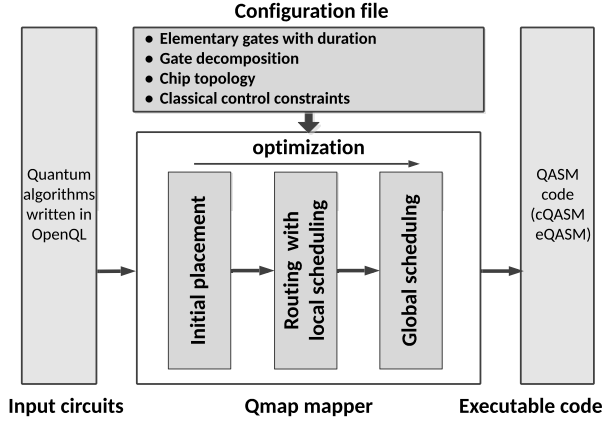 Configuration file
● Elementary gates with duration
● Gate decomposition
● Chip topology
● Classical control constraints
optimization
Quantum
algorithms
written in
OpenQL
Initial placement
Routing with
local scheduling
Global schedulng
QASM
code
(cQASM
eQASM)
Input circuits
Qmap mapper
Executable code